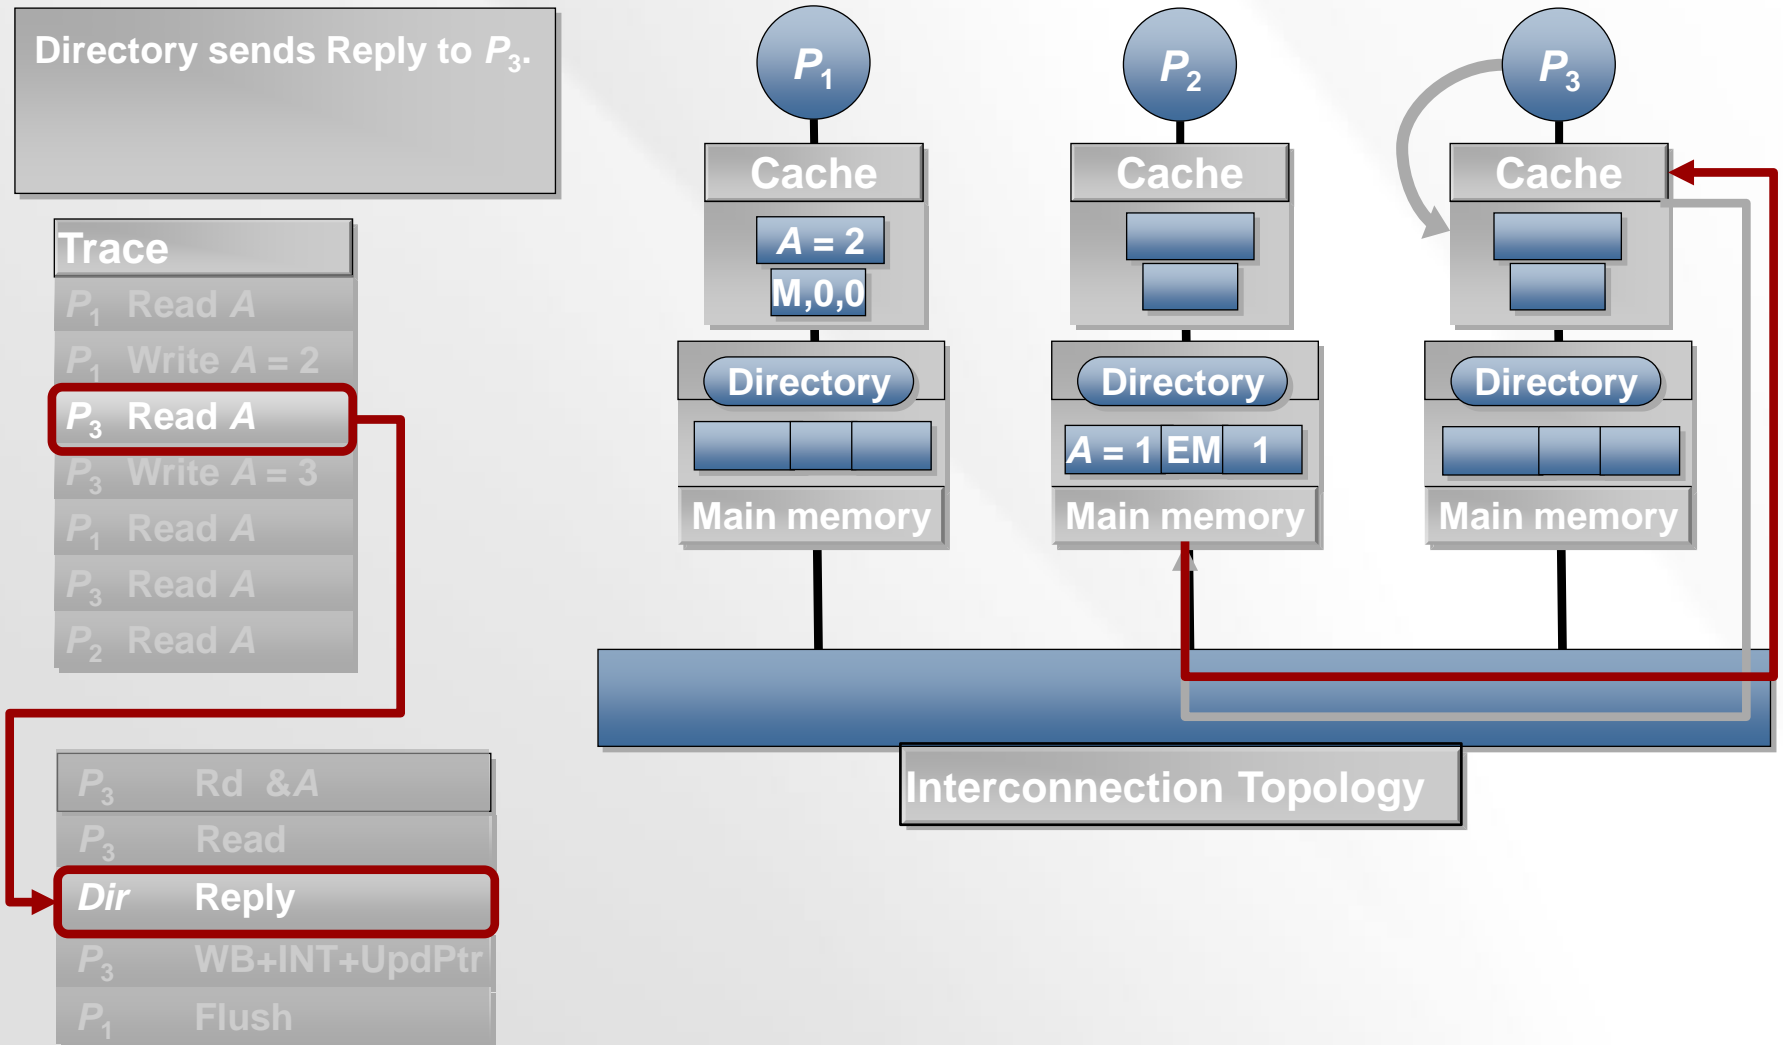 Directory sends Reply to P3.
Trace
P1 Read A
P1 Write A = 2
P3 Read A
P3 Write A = 3
P1 Read A
P3 Read A
P2 Read A
P3 Rd &A
P3 Read
Dir Reply
P3 WB+INT+UpdPtr
P1 Flush
P1
P2
P3
Cache
Cache
Cache
A = 2
M,0,0
Directory
Directory
Directory
A = 1 EM 1
Main memory
Main memory
Main memory
Interconnection Topology